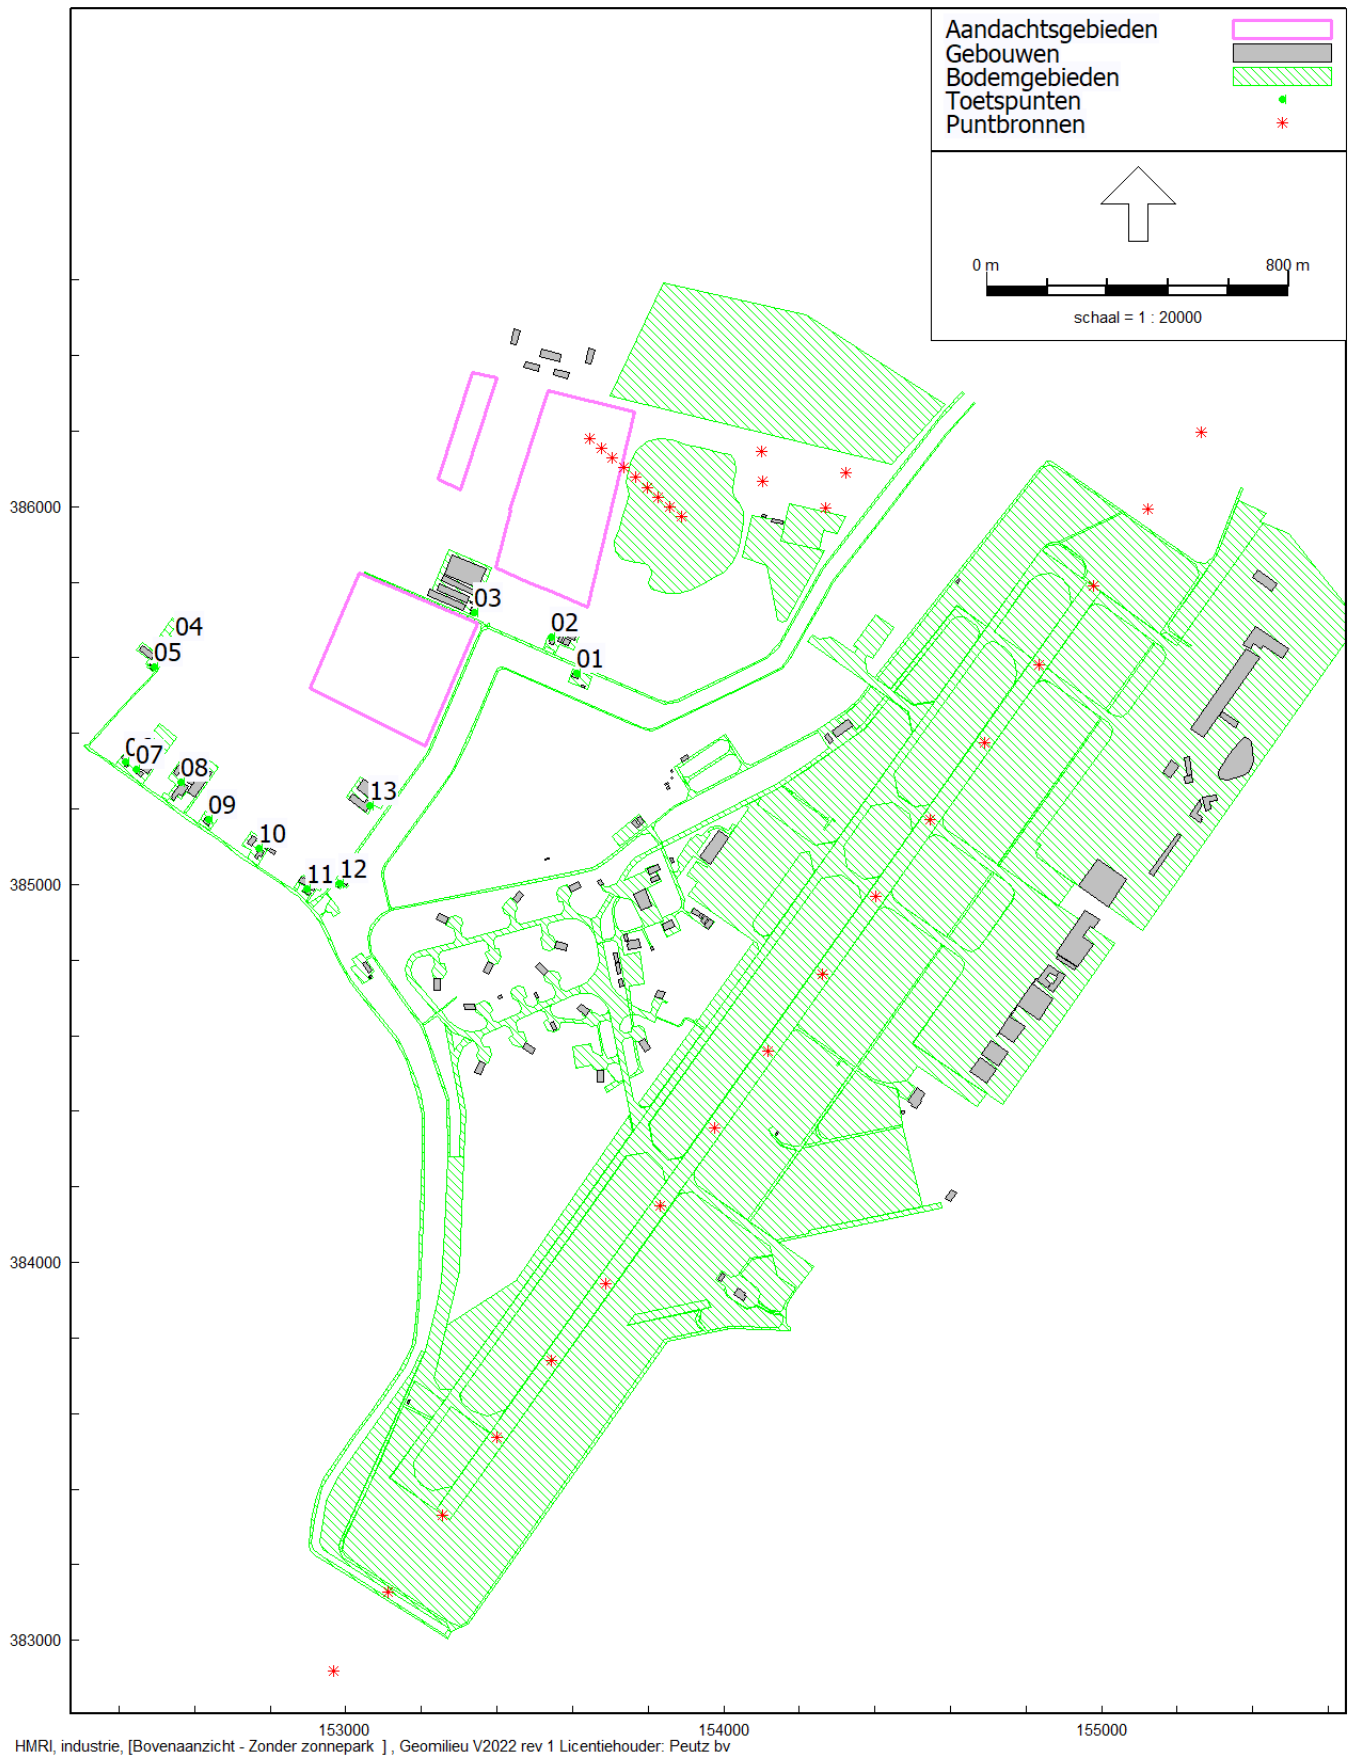 Aandachtsgebieden
Gebouwen
Bodemgebieden
Toetspunten
Puntbronnen
0 m 800 m
schaal = 1 : 20000
386000
03
02
04
01
05
07
08
13
09
10
385000
11
12
384000
383000
153000 154000 155000
HMRI, industrie, [Bovenaanzicht - Zonder zonnepark ] , Geomilieu V2022 rev 1 Licentiehouder: Peutz bv